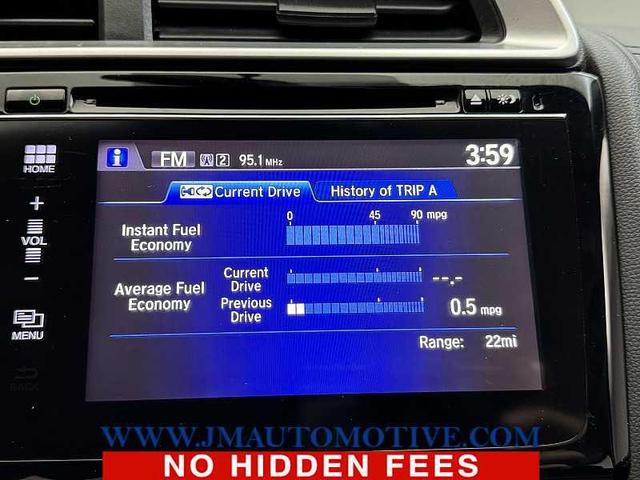 FM 2 95.1 MHz 3:59
HOME
Current Drive History of TRIP A
+
VOL
−
0 45 90 mpg
Instant Fuel
Economy
Average Fuel
Economy
Current
Drive
--.-
Previous
Drive
0.5 mpg
MENU
Range: 22mi
BACK
WWW.JMAUTOMOTIVE.COM
NO HIDDEN FEES